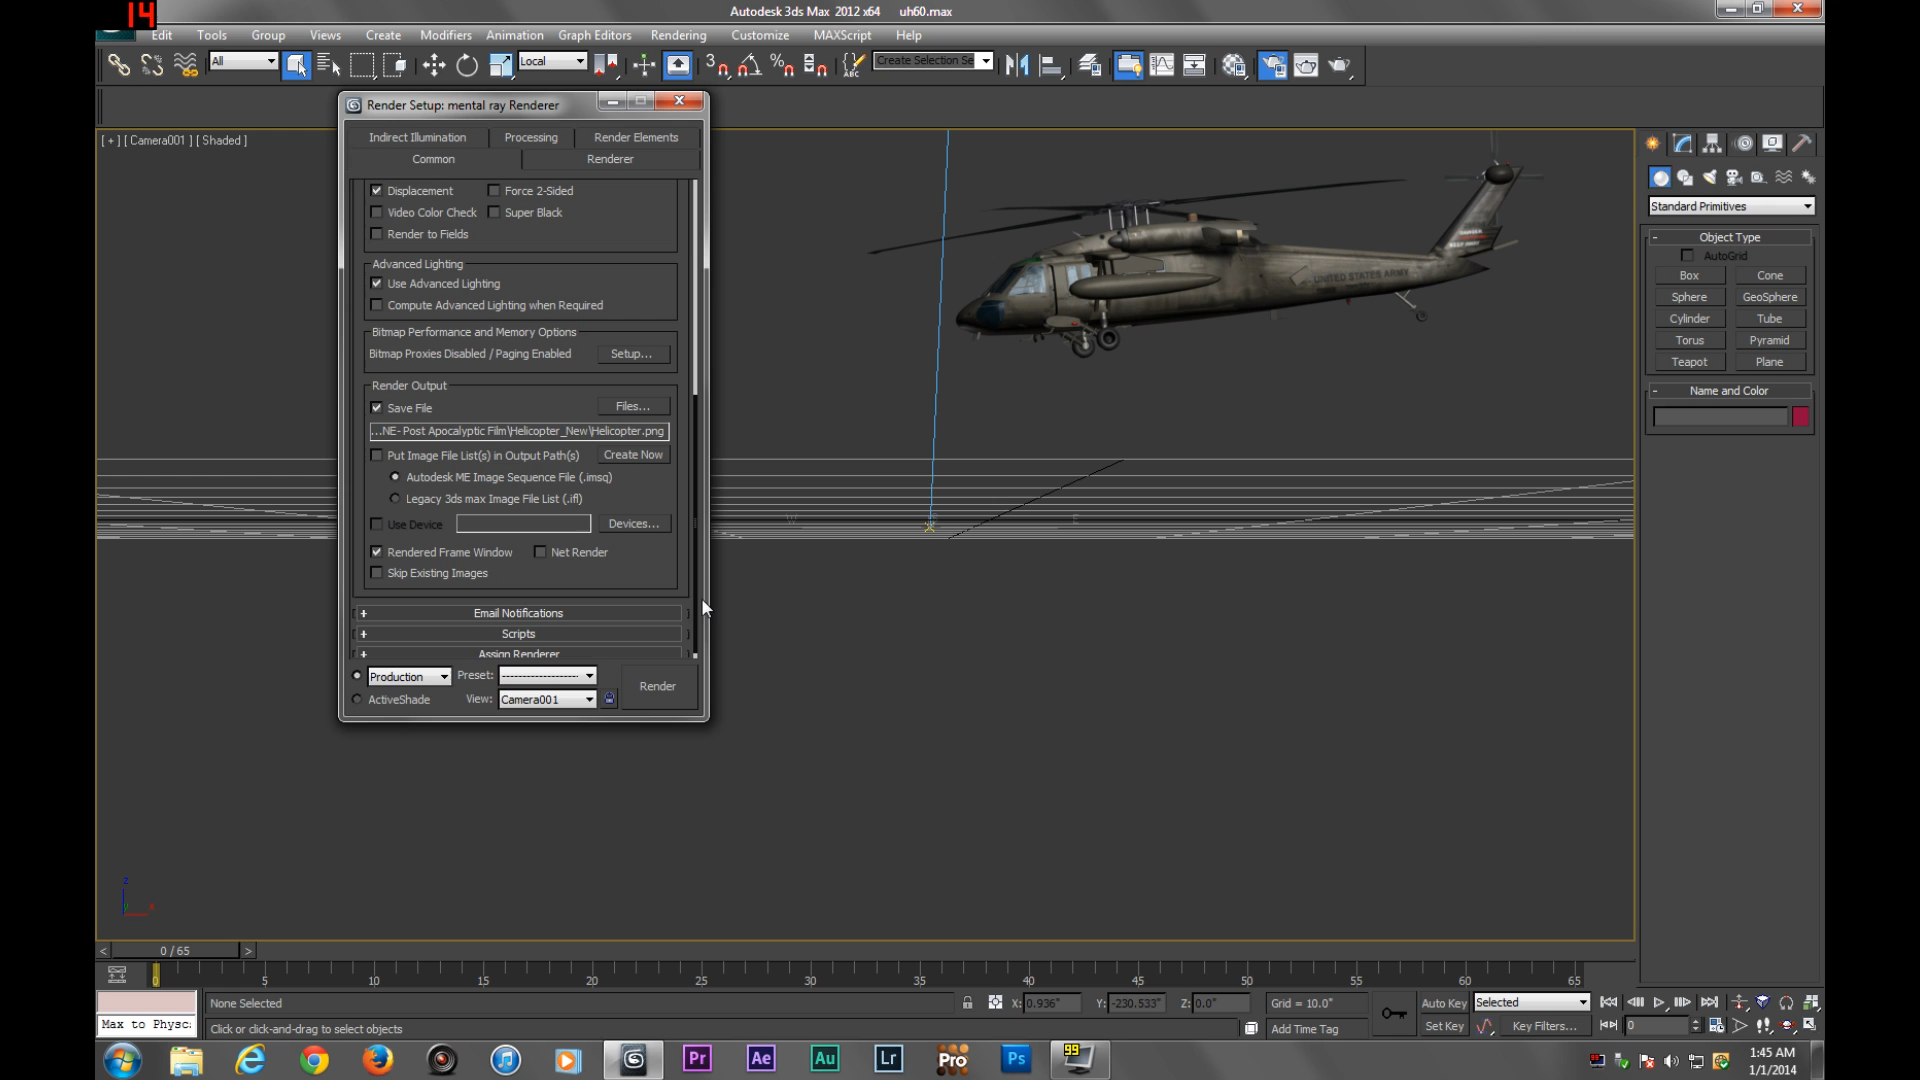 14
Autodesk 3ds Max 2012 x64 uh60.max
Edit Tools Group Views Create Modifiers Animation Graph Editors Rendering Customize MAXScript Help
All Local 3 Create Selection Se
ABC
Render Setup: mental ray Renderer
Indirect Illumination Processing Render Elements
Common Renderer
[ + ] [ Camera001 ] [ Shaded ]
Displacement Force 2-Sided
Video Color Check Super Black
Render to Fields
Advanced Lighting
Use Advanced Lighting
Compute Advanced Lighting when Required
Bitmap Performance and Memory Options
Bitmap Proxies Disabled / Paging Enabled Setup...
Render Output
Save File Files...
...NE- Post Apocalyptic Film\Helicopter_New\Helicopter.png
Put Image File List(s) in Output Path(s) Create Now
Autodesk ME Image Sequence File (.imsq)
Legacy 3ds max Image File List (.ifl)
Use Device Devices...
Rendered Frame Window Net Render
Skip Existing Images
+ Email Notifications
+ Scripts
+ Assign Renderer
Production Preset: --------------------
ActiveShade View: Camera001
Render
UNITED STATES ARMY
Standard Primitives
- Object Type
AutoGrid
Box Cone
Sphere GeoSphere
Cylinder Tube
Torus Pyramid
Teapot Plane
- Name and Color
z
x
< 0 / 65 >
0 5 10 15 20 25 30 35 40 45 50 55 60 65
None Selected X: 0.936" Y: -230.533" Z: 0.0" Grid = 10.0" Auto Key Selected
Max to Physc: Click or click-and-drag to select objects Add Time Tag Set Key Key Filters... 0
Pr Ae Au Lr Pro Ps 99
1:45 AM
1/1/2014